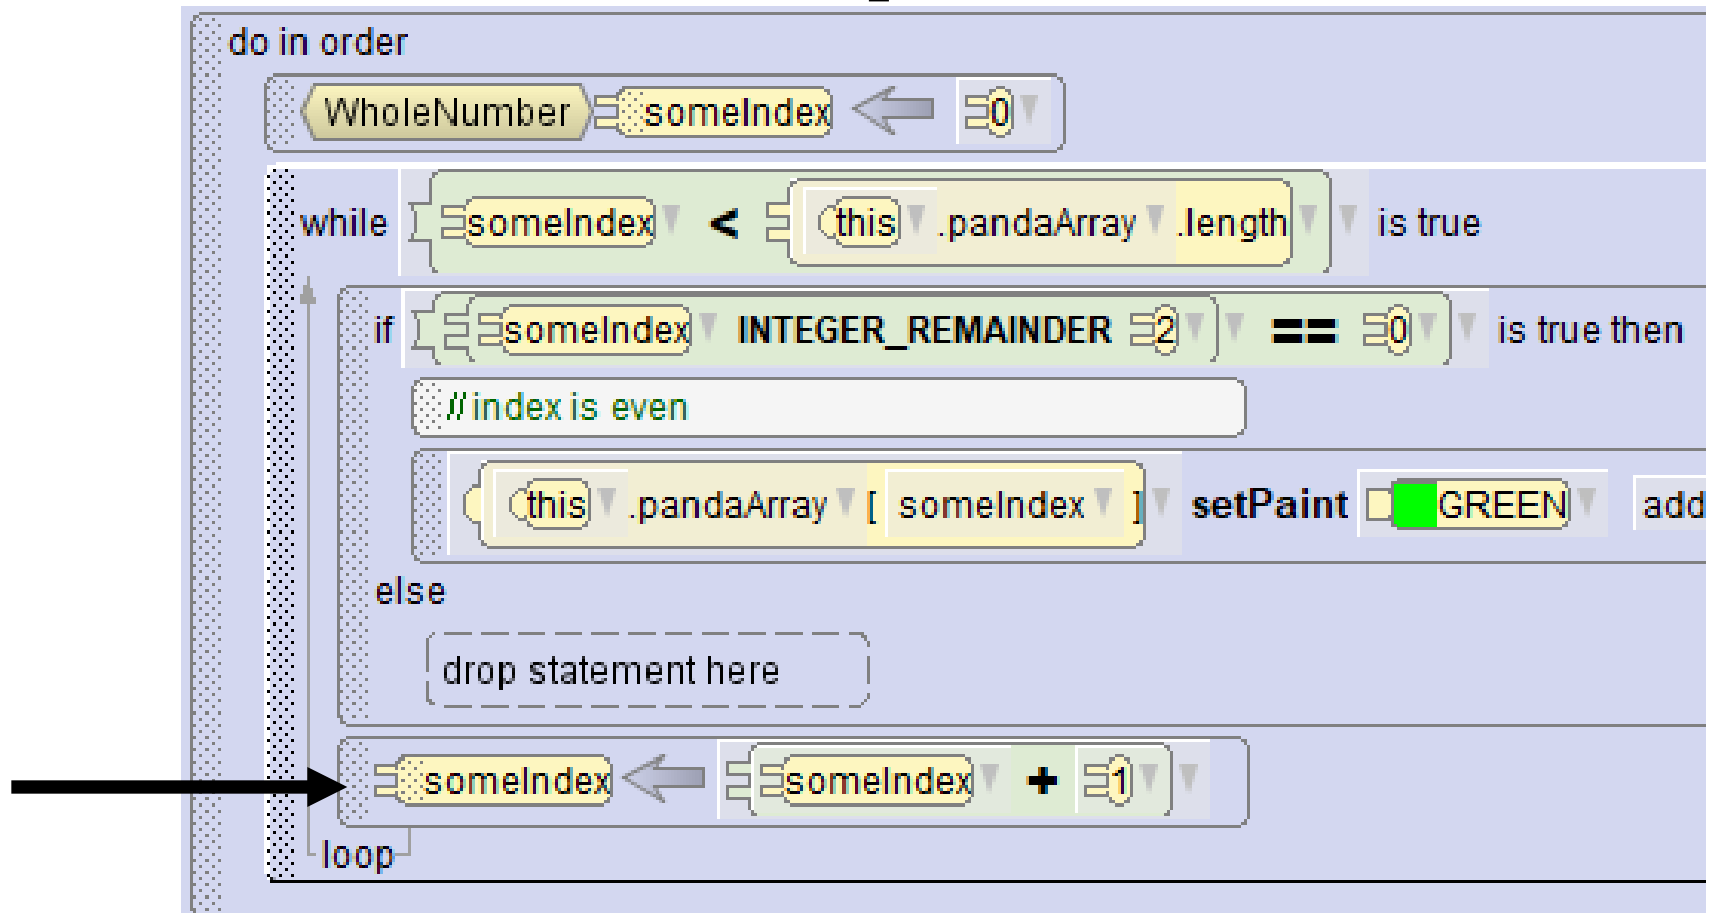 do in order
WholeNumber someIndex 0
while someIndex < this .pandaArray .length is true
if someIndex INTEGER_REMAINDER 2 == 0 is true then
// index is even
this .pandaArray [ someIndex ] setPaint GREEN add
else
drop statement here
someIndex someIndex + 1
loop